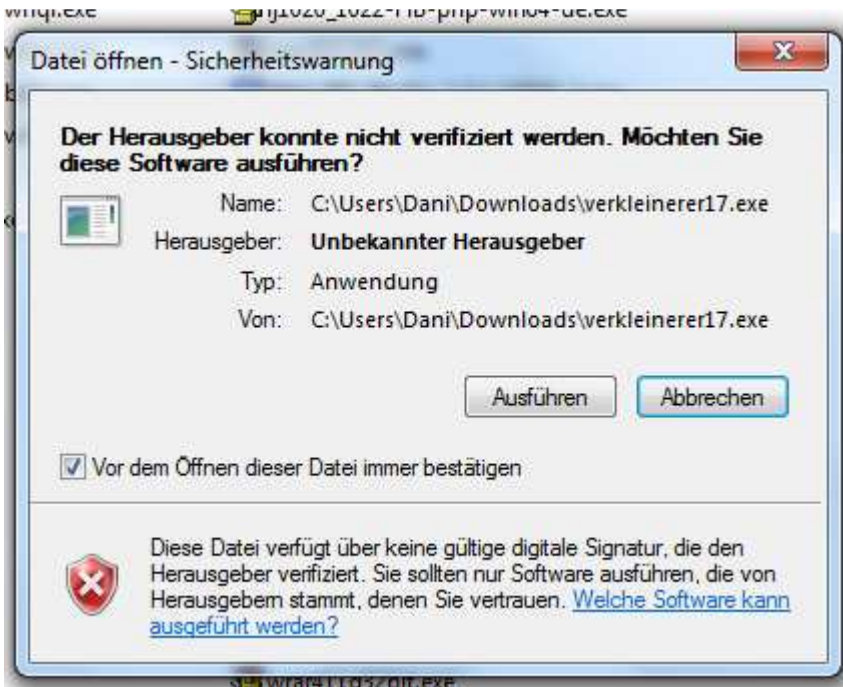 Datei öffnen - Sicherheitswarnung
Der Herausgeber konnte nicht verifiziert werden. Möchten Sie
diese Software ausführen?
Name: C:\Users\Dani\Downloads\verkleinerer17.exe
Herausgeber: Unbekannter Herausgeber
Typ: Anwendung
Von: C:\Users\Dani\Downloads\verkleinerer17.exe
Ausführen Abbrechen
Vor dem Öffnen dieser Datei immer bestätigen
Diese Datei verfügt über keine gültige digitale Signatur, die den
Herausgeber verifiziert. Sie sollten nur Software ausführen, die von
Herausgebern stammt, denen Sie vertrauen. Welche Software kann
ausgeführt werden?